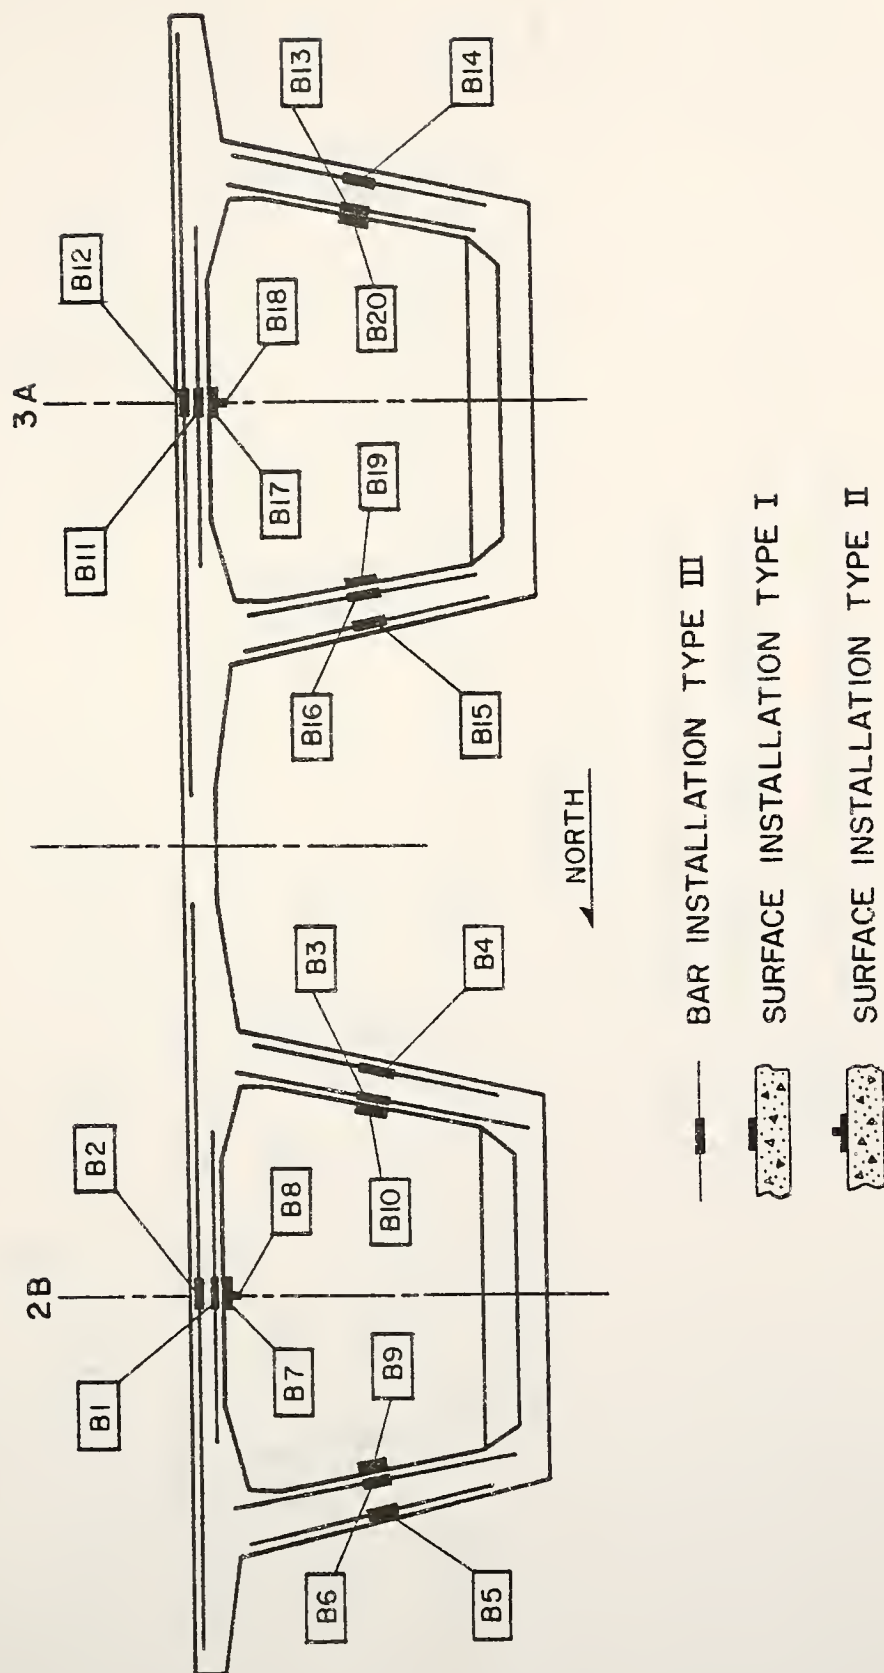 2B
3A
B1
B2
B11
B12
B7
B8
B17
B18
B6
B9
B10
B3
B16
B19
B20
B13
B5
B4
B15
B14
NORTH
BAR INSTALLATION TYPE III
SURFACE INSTALLATION TYPE I
SURFACE INSTALLATION TYPE II